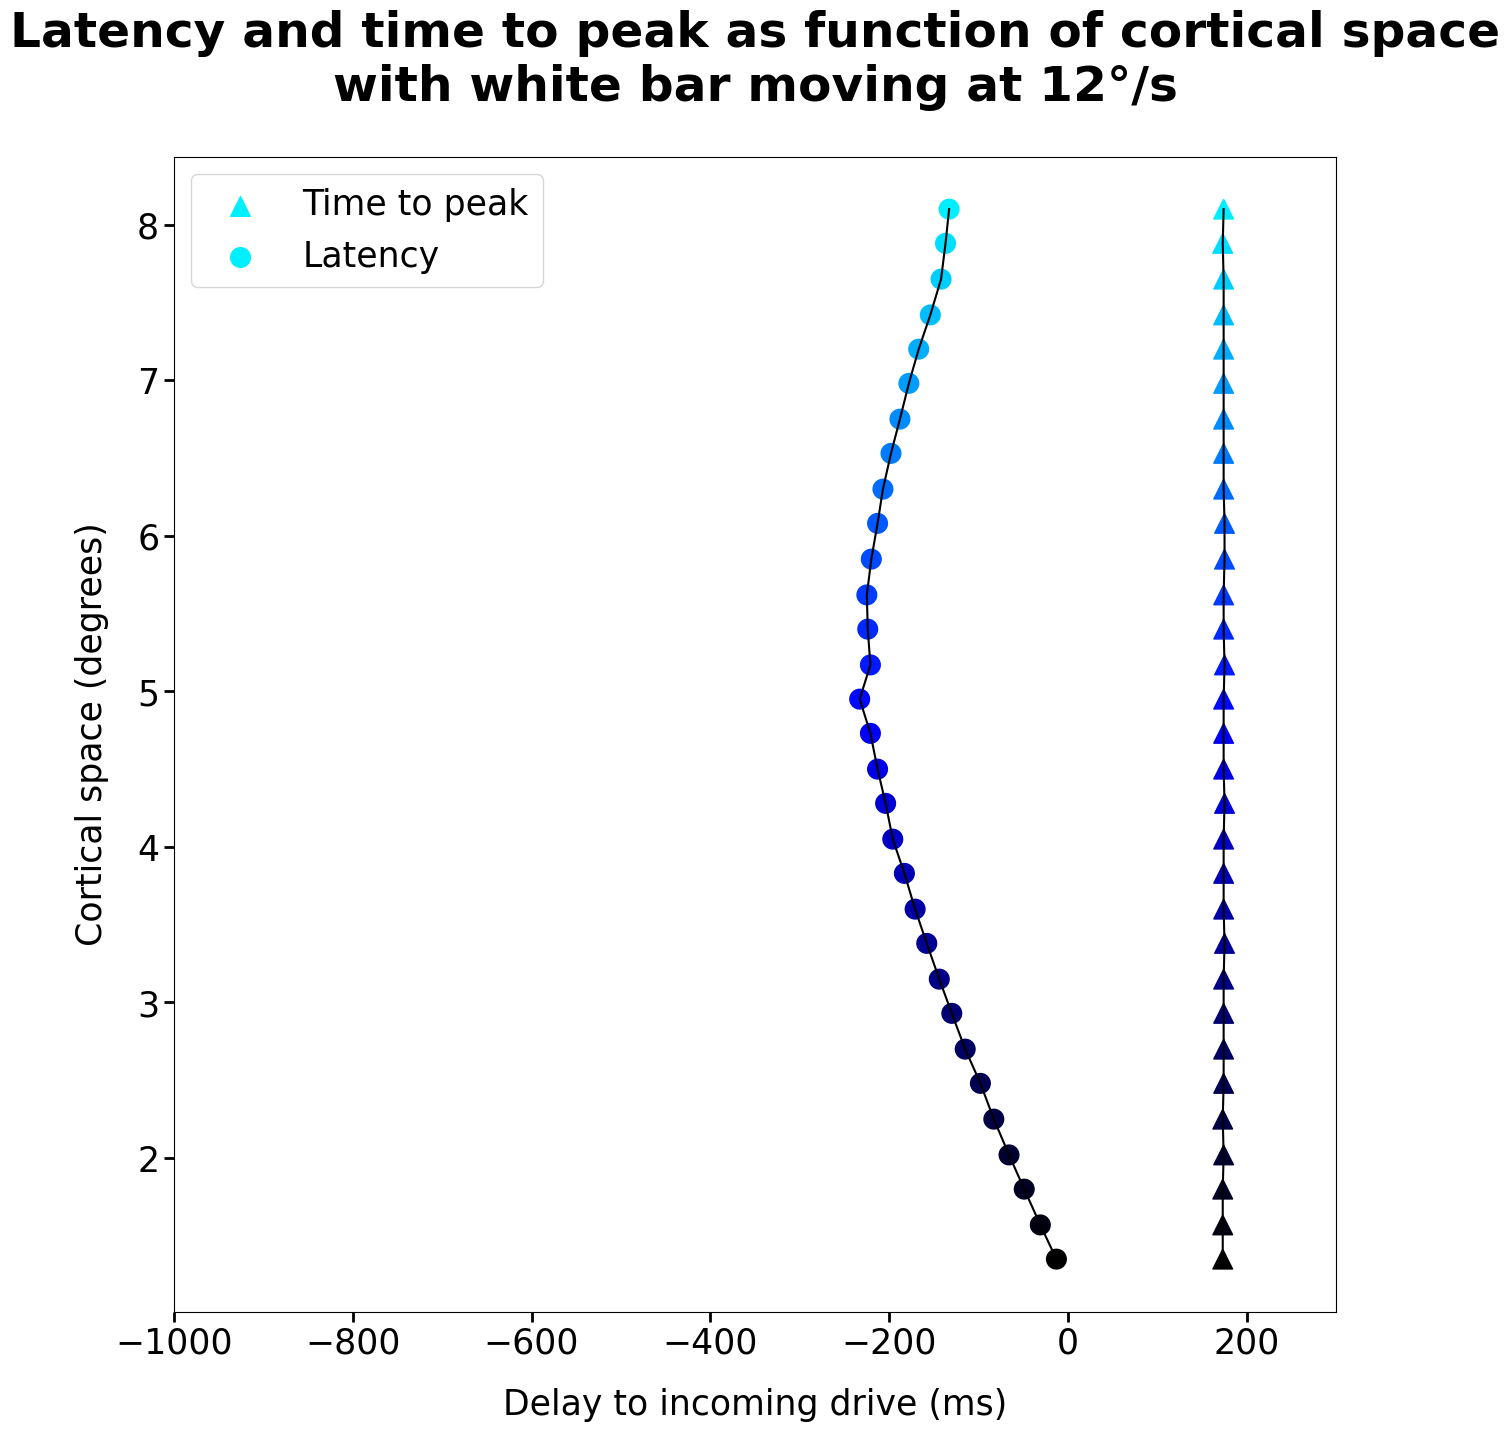 Latency and time to peak as function of cortical space
with white bar moving at 12°/s
Time to peak
Latency
8
7
6
5
4
3
2
Cortical space (degrees)
−1000 −800 −600 −400 −200 0 200
Delay to incoming drive (ms)